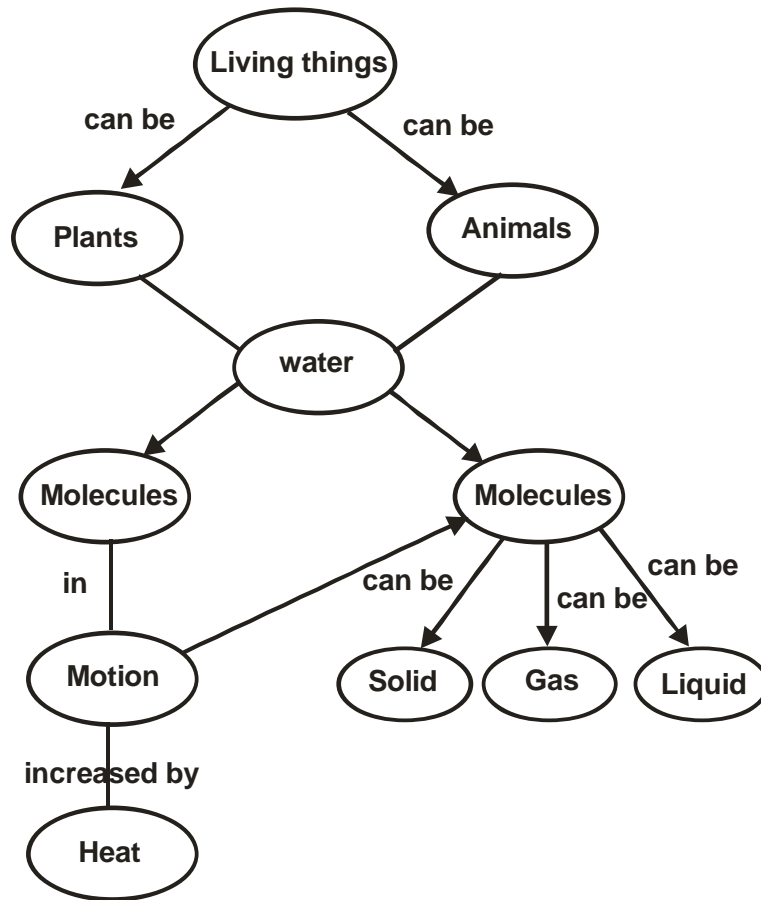 Living things
can be
can be
Plants
Animals
water
Molecules
Molecules
in
can be
can be
can be
Motion
Solid
Gas
Liquid
increased by
Heat